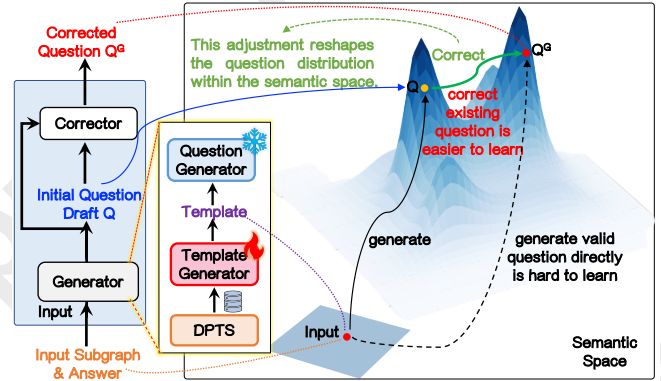 Corrected
Question Qᴳ
Corrector
Initial Question
Draft Q
Generator
Input
Input Subgraph
& Answer
Question
Generator
Template
Template
Generator
DPTS
This adjustment reshapes
the question distribution
within the semantic space.
Correct
Qᴳ
Q
correct
existing
question is
easier to learn
generate
generate valid
question directly
is hard to learn
Input
Semantic
Space